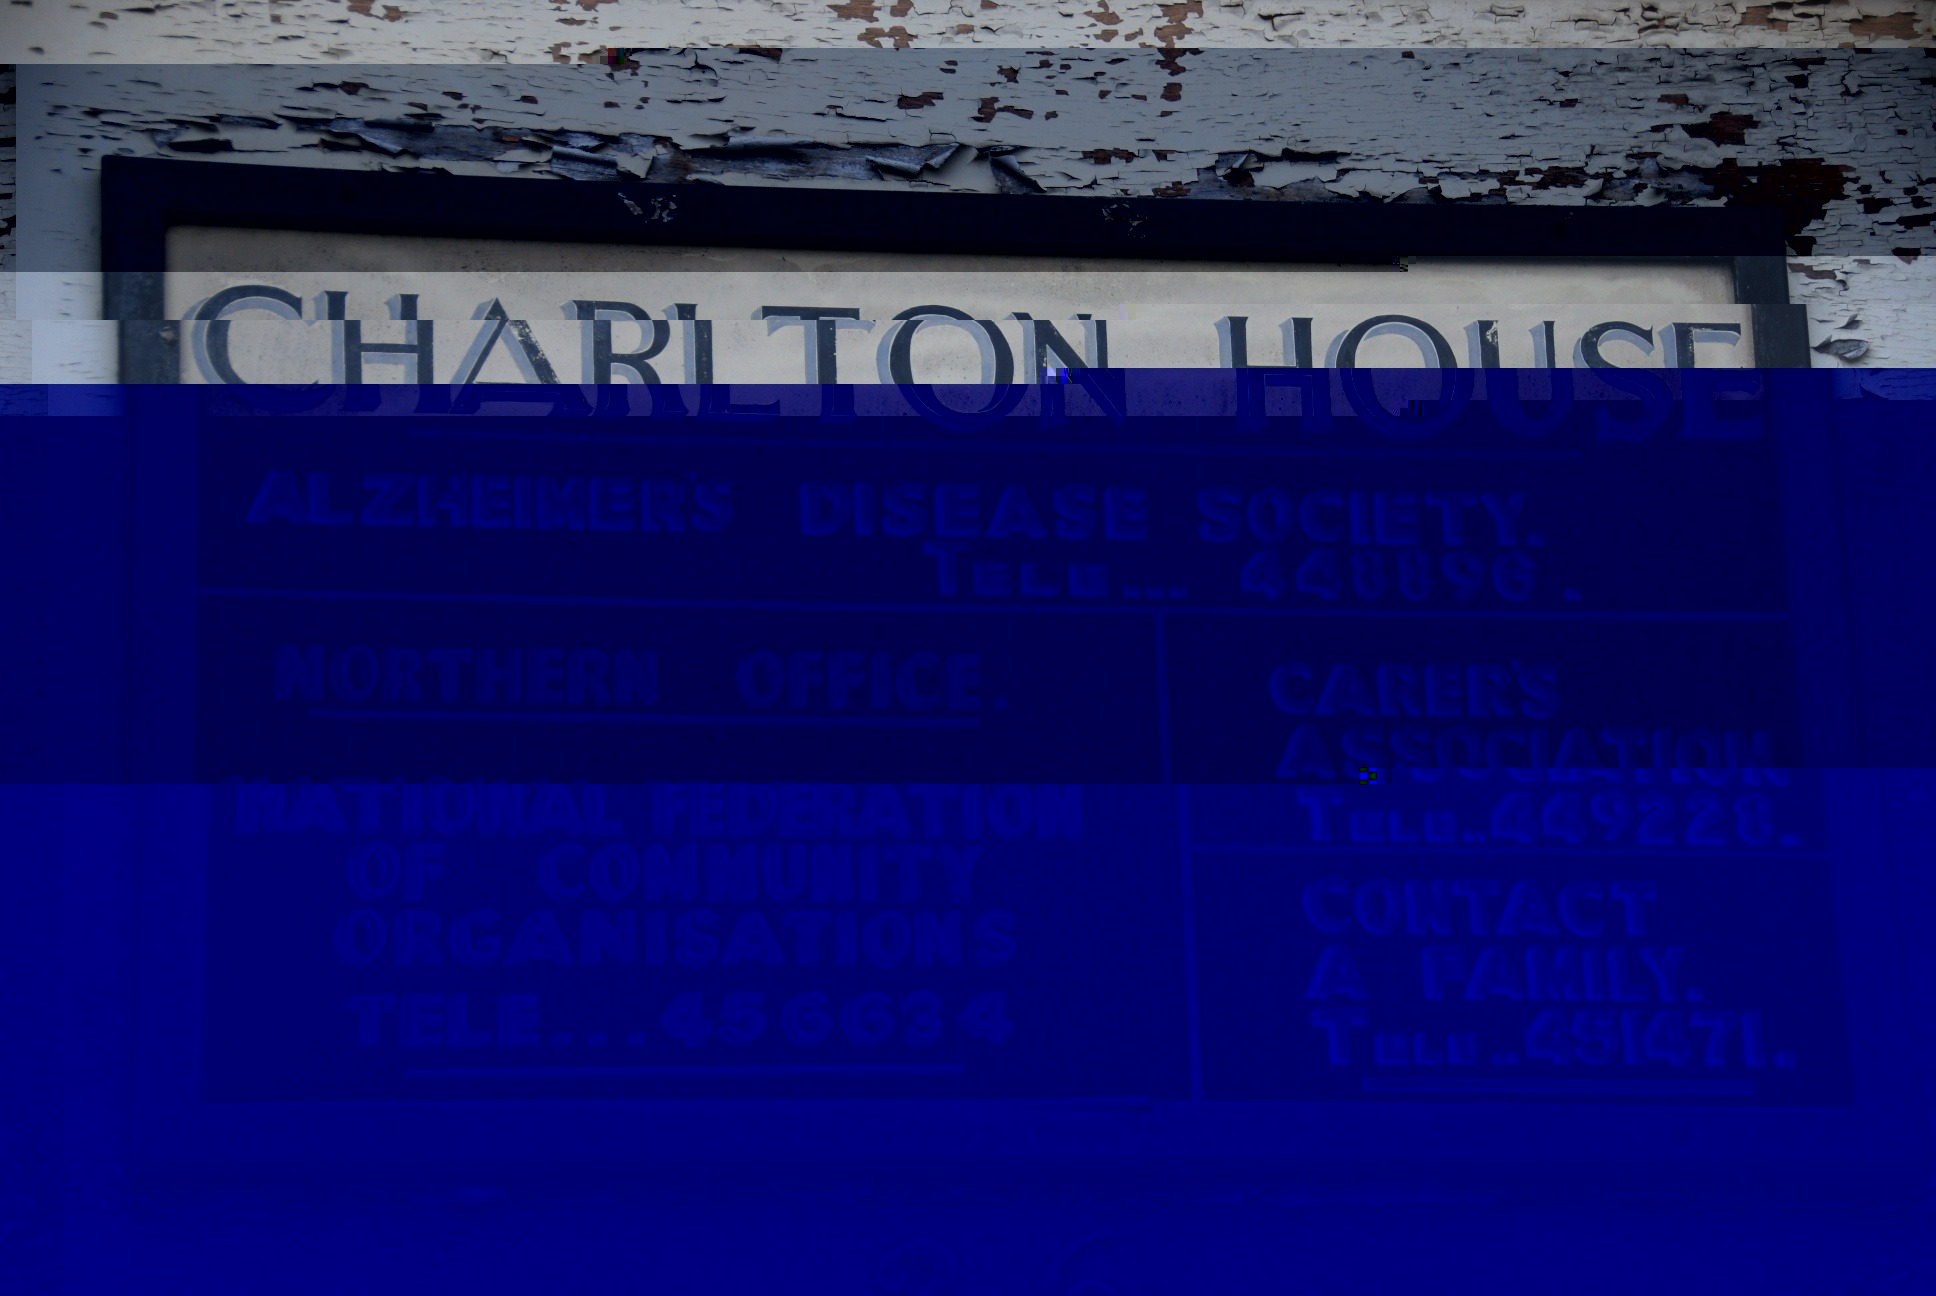 CHARLTON HOUSE
ALZHEIMER'S DISEASE SOCIETY.
TELE... 448896.
NORTHERN OFFICE.
NATIONAL FEDERATION
OF COMMUNITY
ORGANISATIONS
TELE...456634
CARER'S
ASSOCIATION
TELE..449228.
CONTACT
A FAMILY.
TELE..451471.